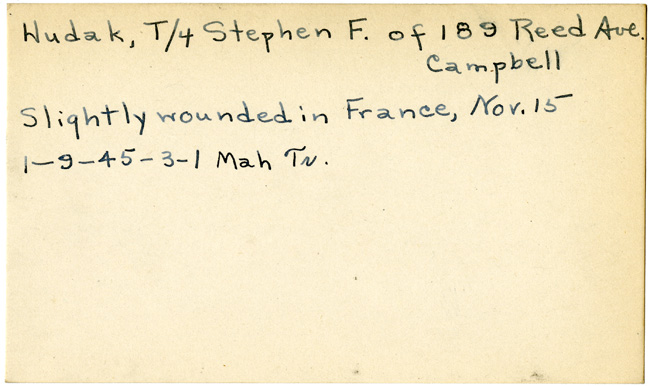 Hudak, T/4 Stephen F. of 189 Reed Ave.
Campbell
Slightly wounded in France, Nov. 15
1-9-45-3-1 Mah Tr.